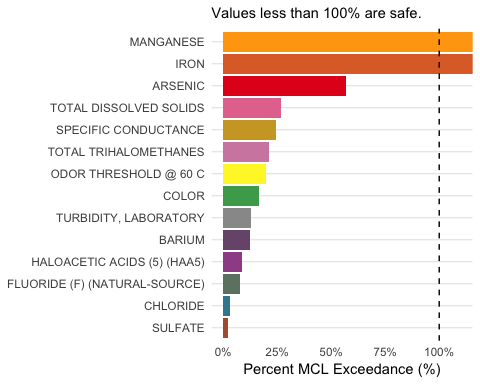 Values less than 100% are safe.
MANGANESE
IRON
ARSENIC
TOTAL DISSOLVED SOLIDS
SPECIFIC CONDUCTANCE
TOTAL TRIHALOMETHANES
ODOR THRESHOLD @ 60 C
COLOR
TURBIDITY, LABORATORY
BARIUM
HALOACETIC ACIDS (5) (HAA5)
FLUORIDE (F) (NATURAL-SOURCE)
CHLORIDE
SULFATE
0% 25% 50% 75% 100%
Percent MCL Exceedance (%)